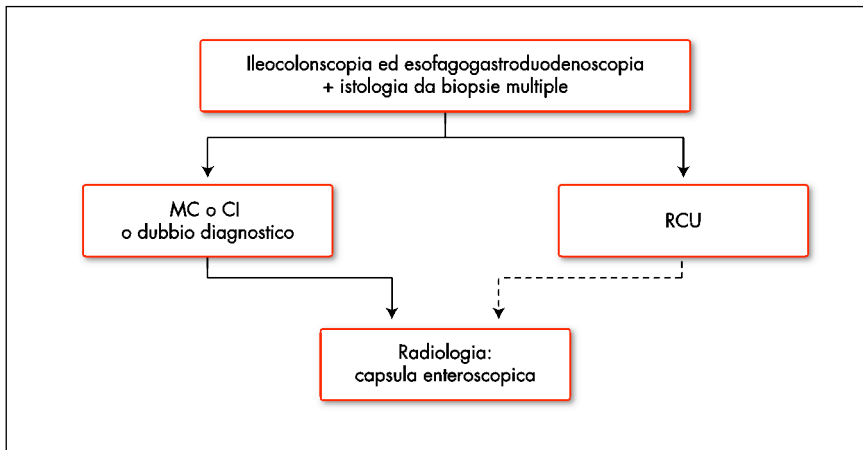 Ileocolonscopia ed esofagogastroduodenoscopia
+ istologia da biopsie multiple
MC o CI
o dubbio diagnostico
RCU
Radiologia:
capsula enteroscopica